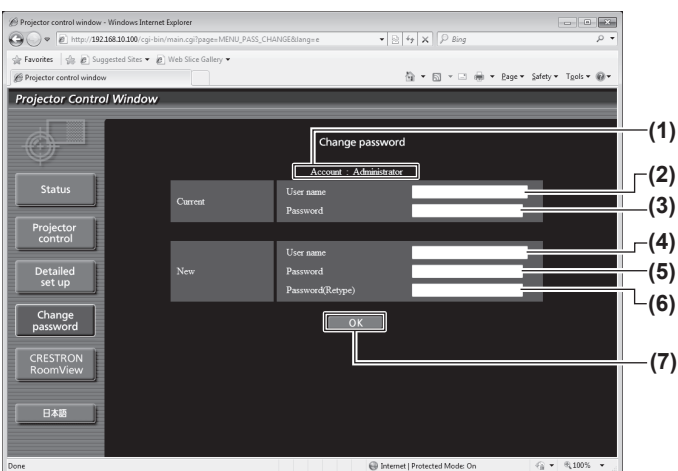 Projector control window - Windows Internet Explorer
http://192.168.10.100/cgi-bin/main.cgi?page=MENU_PASS_CHANGE&lang=e
Bing
Favorites
Suggested Sites
Web Slice Gallery
Projector control window
Page
Safety
Tools
Projector Control Window
Change password
(1)
Account : Administrator
Status
Projector
control
Detailed
set up
Change
password
CRESTRON
RoomView
日本語
Current
User name
(2)
Password
(3)
New
User name
(4)
Password
(5)
Password(Retype)
(6)
OK
(7)
Done
Internet | Protected Mode: On
100%